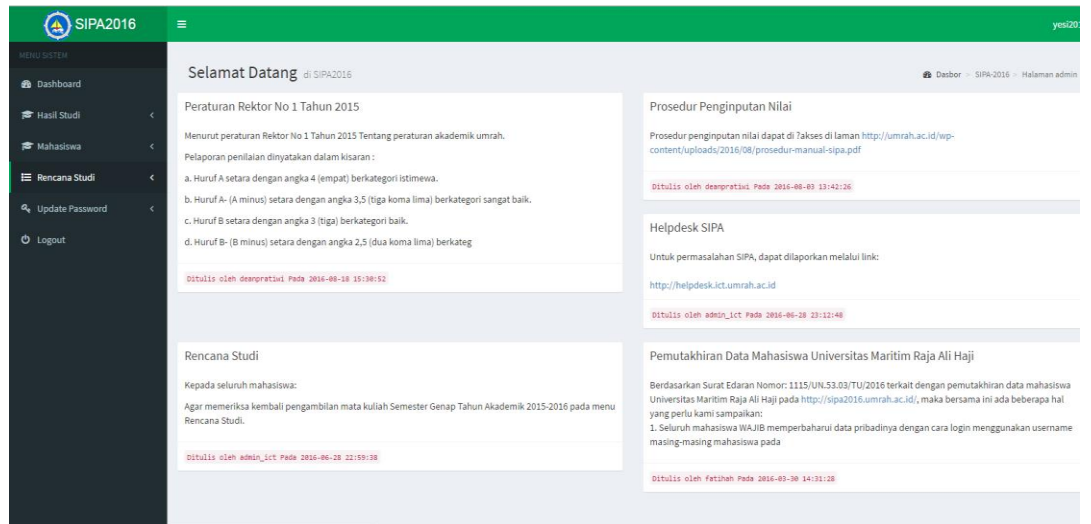 SIPA2016
yesi201
MENU SISTEM
Dashboard
Hasil Studi
Mahasiswa
Rencana Studi
Update Password
Logout
Selamat Datang di SIPA2016
Dasbor > SIPA-2016 > Halaman admin
Peraturan Rektor No 1 Tahun 2015
Menurut peraturan Rektor No 1 Tahun 2015 Tentang peraturan akademik umrah.
Pelaporan penilaian dinyatakan dalam kisaran :
a. Huruf A setara dengan angka 4 (empat) berkategori istimewa.
b. Huruf A- (A minus) setara dengan angka 3,5 (tiga koma lima) berkategori sangat baik.
c. Huruf B setara dengan angka 3 (tiga) berkategori baik.
d. Huruf B- (B minus) setara dengan angka 2,5 (dua koma lima) berkateg
Ditulis oleh deanpratiwi Pada 2016-08-18 15:30:52
Prosedur Penginputan Nilai
Prosedur penginputan nilai dapat di ?akses di laman http://umrah.ac.id/wp-
content/uploads/2016/08/prosedur-manual-sipa.pdf
Ditulis oleh deanpratiwi Pada 2016-08-03 13:42:26
Helpdesk SIPA
Untuk permasalahan SIPA, dapat dilaporkan melalui link:
http://helpdesk.ict.umrah.ac.id
Ditulis oleh admin_ict Pada 2016-06-28 23:12:48
Rencana Studi
Kepada seluruh mahasiswa:
Agar memeriksa kembali pengambilan mata kuliah Semester Genap Tahun Akademik 2015-2016 pada menu
Rencana Studi.
Ditulis oleh admin_ict Pada 2016-06-28 22:59:38
Pemutakhiran Data Mahasiswa Universitas Maritim Raja Ali Haji
Berdasarkan Surat Edaran Nomor: 1115/UN.53.03/TU/2016 terkait dengan pemutakhiran data mahasiswa
Universitas Maritim Raja Ali Haji pada http://sipa2016.umrah.ac.id/, maka bersama ini ada beberapa hal
yang perlu kami sampaikan:
1. Seluruh mahasiswa WAJIB memperbaharui data pribadinya dengan cara login menggunakan username
masing-masing mahasiswa pada
Ditulis oleh fatihah Pada 2016-03-30 14:31:28